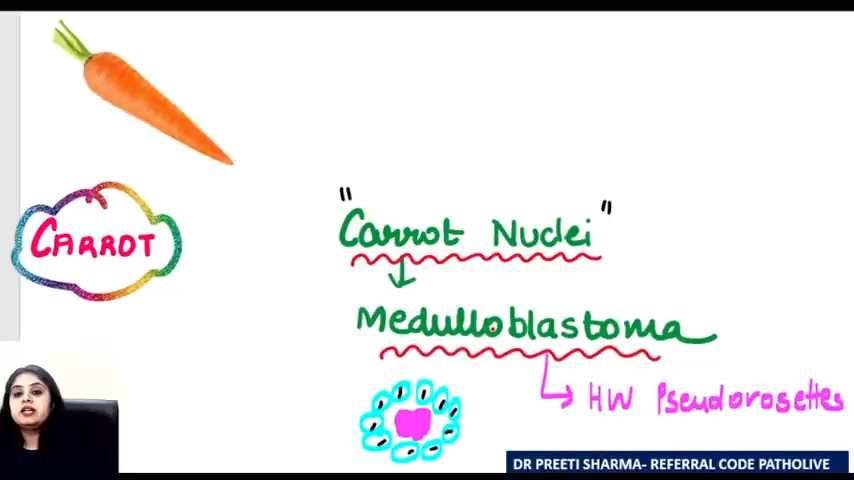 CARROT
"Carrot Nuclei"
Medulloblastoma
HW Pseudorosettes
DR PREETI SHARMA- REFERRAL CODE PATHOLIVE